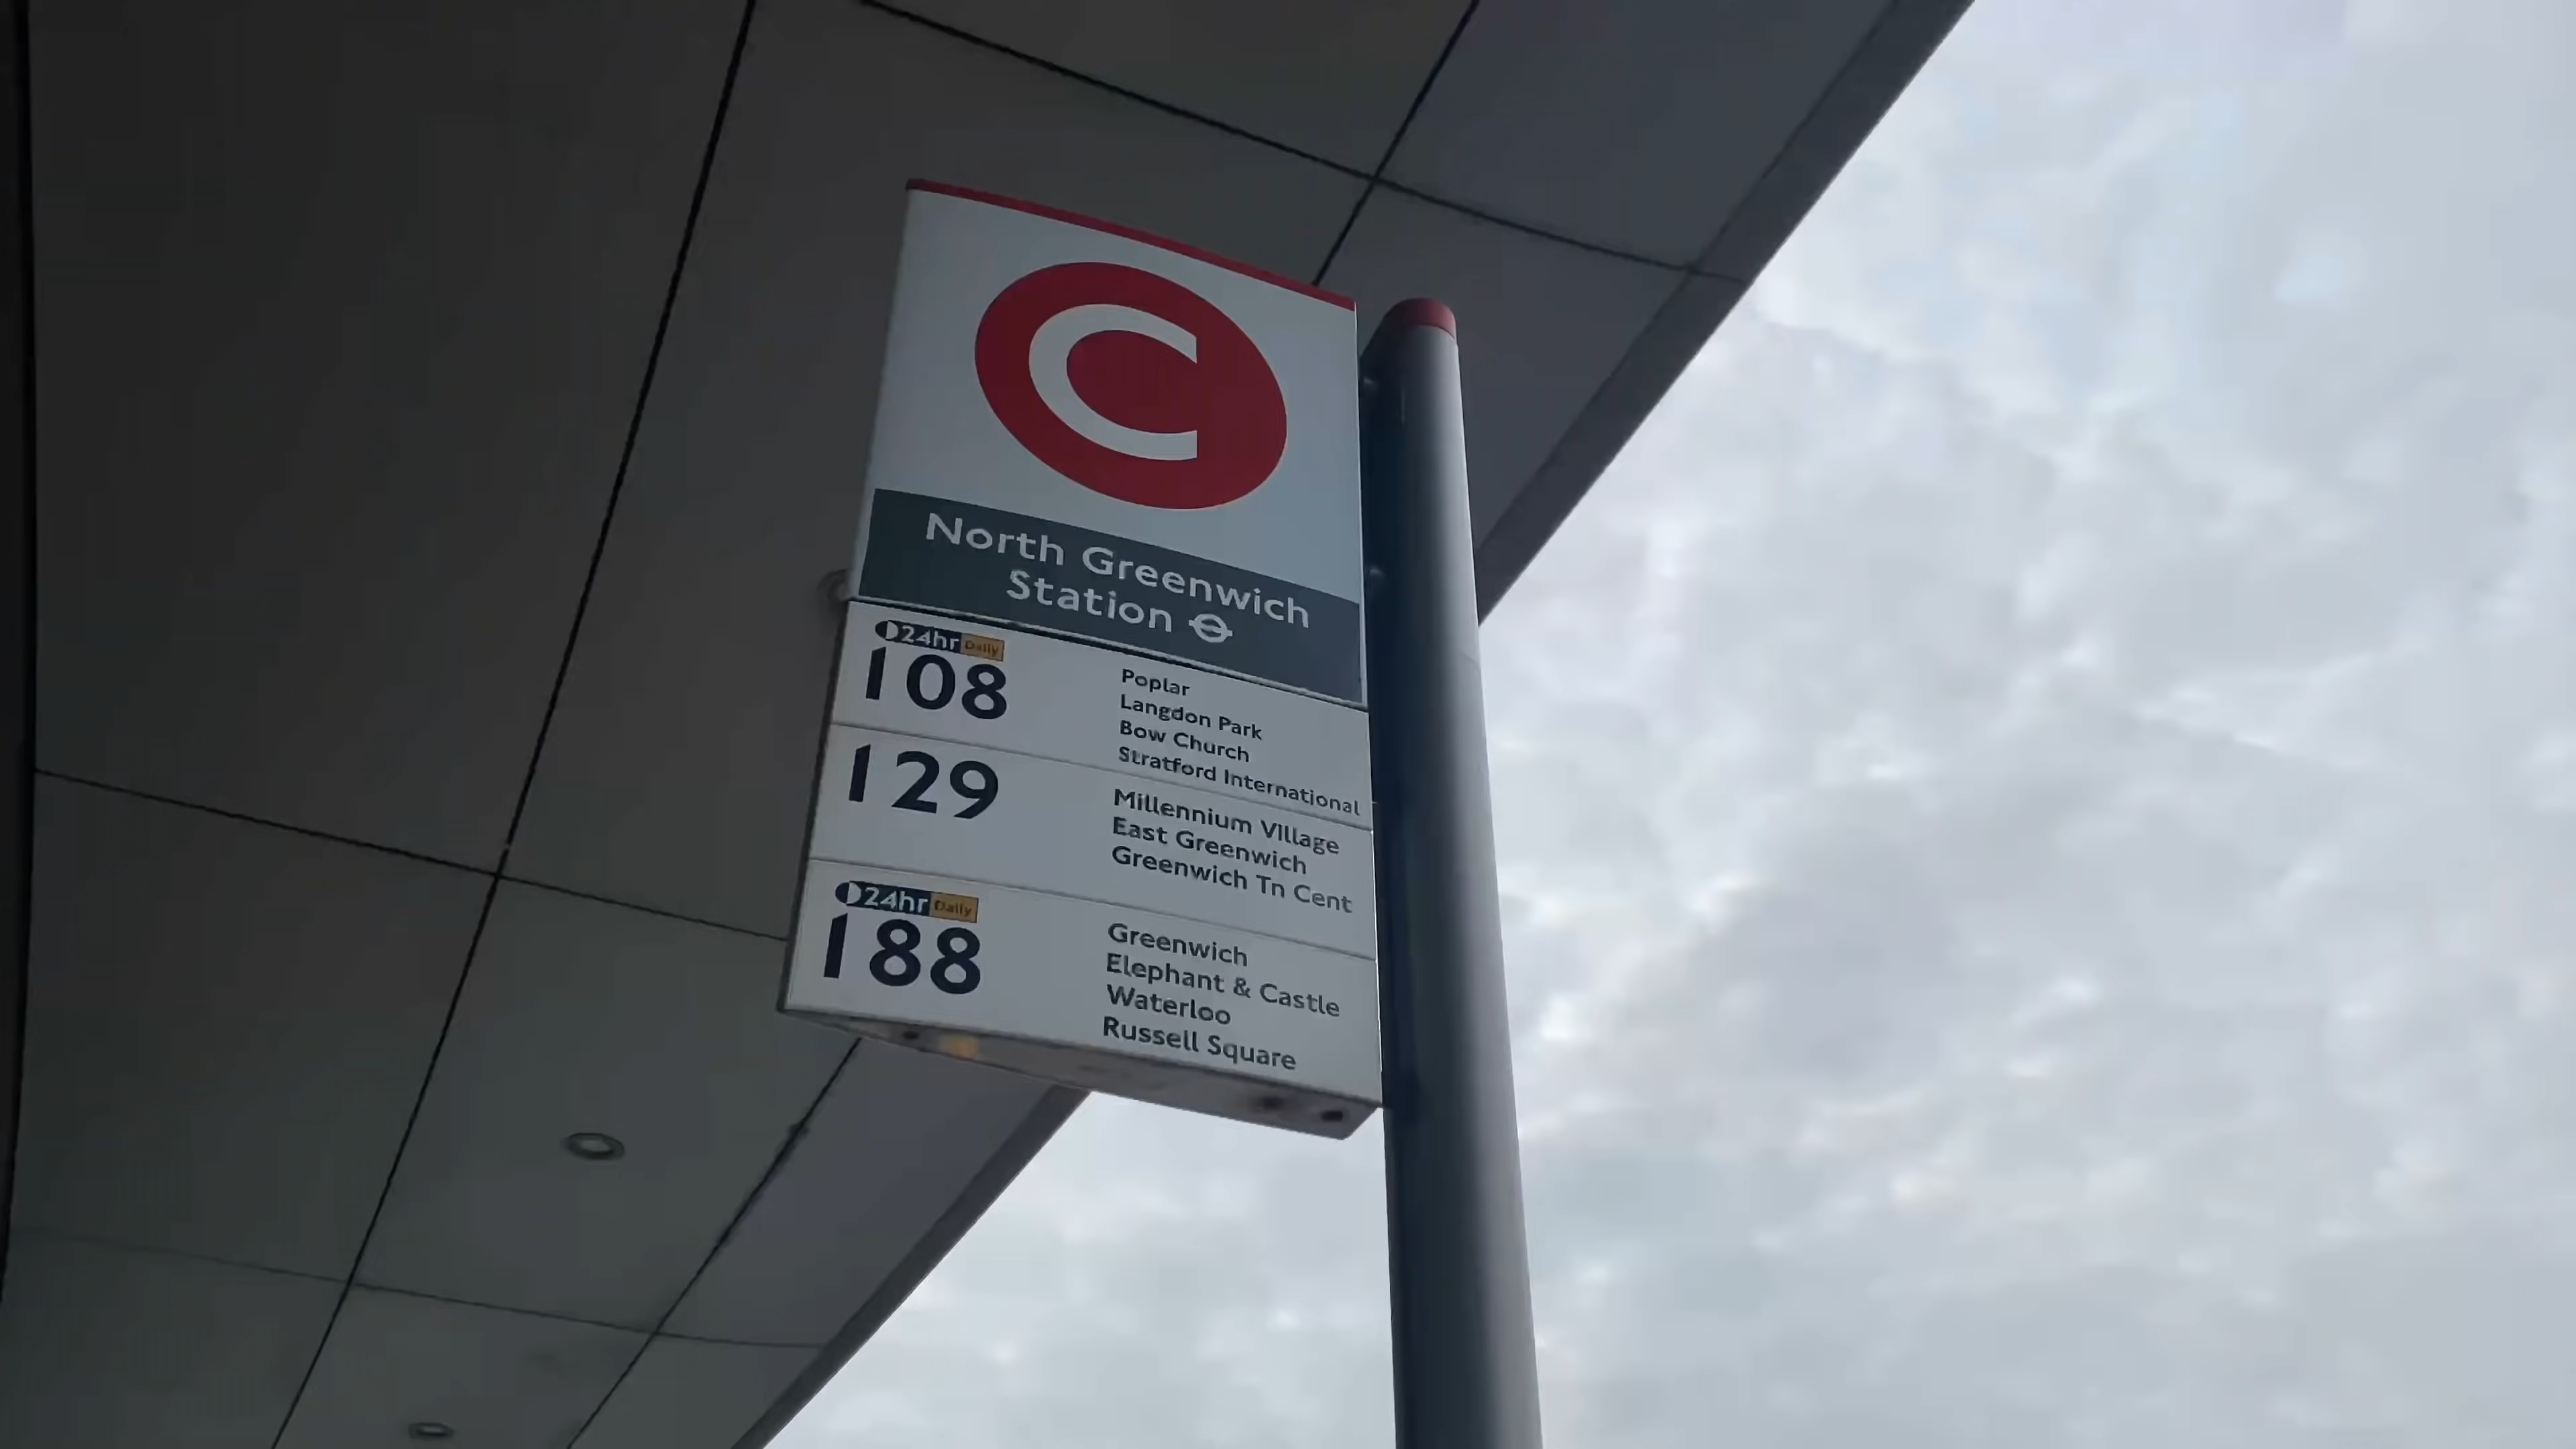 C
North Greenwich
Station
24hr Daily
108
Poplar
Langdon Park
Bow Church
Stratford International
129
Millennium Village
East Greenwich
Greenwich Tn Cent
24hr Daily
188
Greenwich
Elephant & Castle
Waterloo
Russell Square